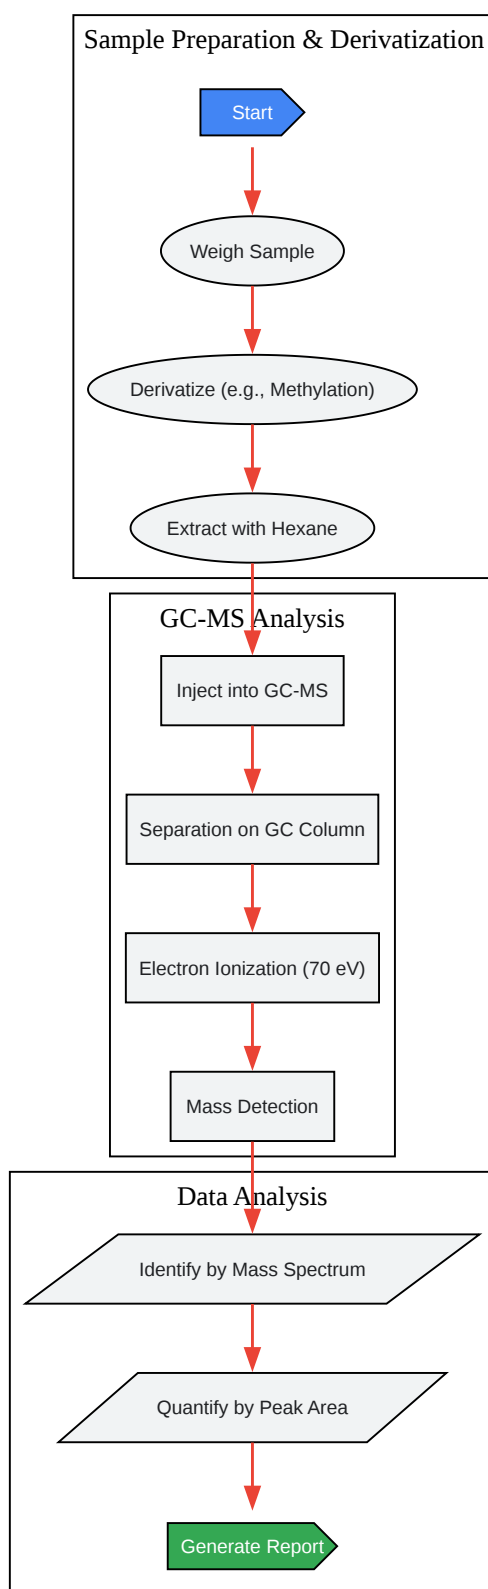 Sample Preparation & Derivatization
Start
Weigh Sample
Derivatize (e.g., Methylation)
Extract with Hexane
GC-MS Analysis
Inject into GC-MS
Separation on GC Column
Electron Ionization (70 eV)
Mass Detection
Data Analysis
Identify by Mass Spectrum
Quantify by Peak Area
Generate Report